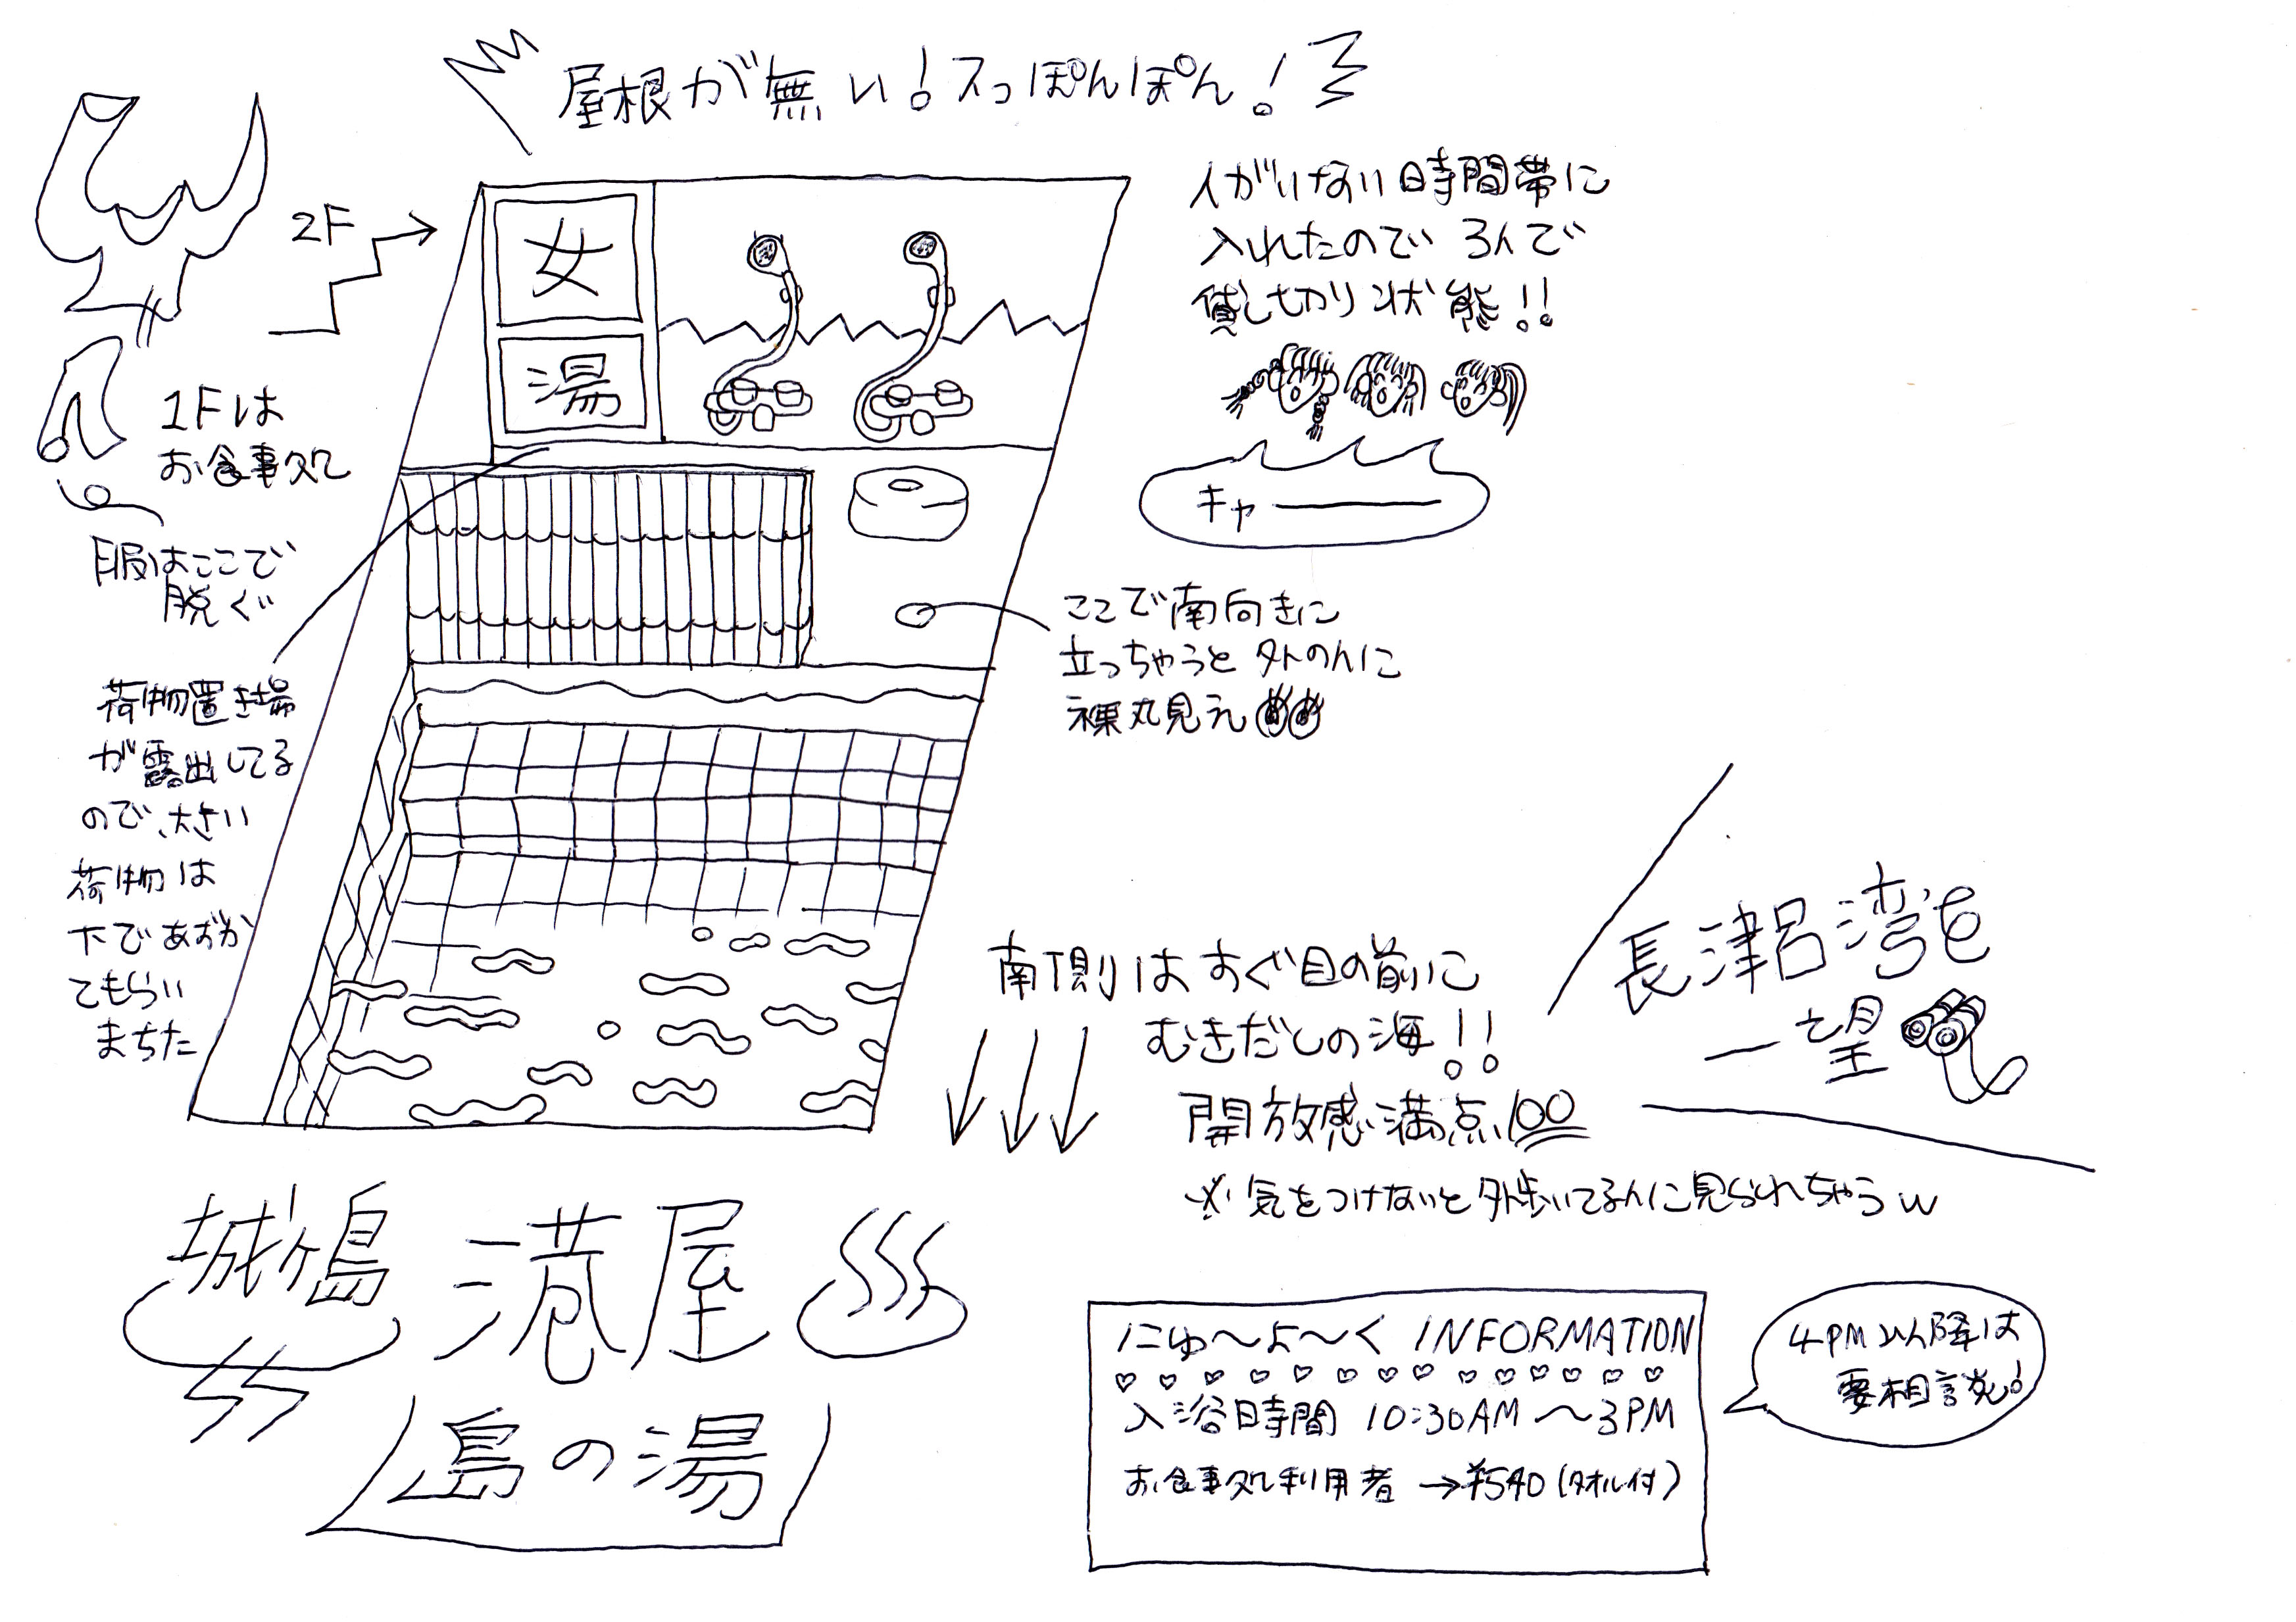 屋根が無い!スっぽんぽん!
2F
1Fは
お食事処
服はここで
脱ぐ
女
湯
人がいない時間帯に
入れたので ろんで
貸し切り状態!!
キャー
ここで南向きに
立っちゃうと外の人に
裸丸見え
荷物置き場
が露出してる
ので、大きい
荷物は
下であずか
てもらい
まちた
南側はすぐ目の前に
むきだしの海!!
開放感満点100
※気をつけないと外歩いてる人に見られちゃうw
長津呂湾を
一望
城ヶ島 港屋
島の湯
にゅ〜よ〜く INFORMATION
入浴時間 10:30AM 〜3PM
お食事処利用者 →¥540(タオル付)
4PM以降は
要相談!